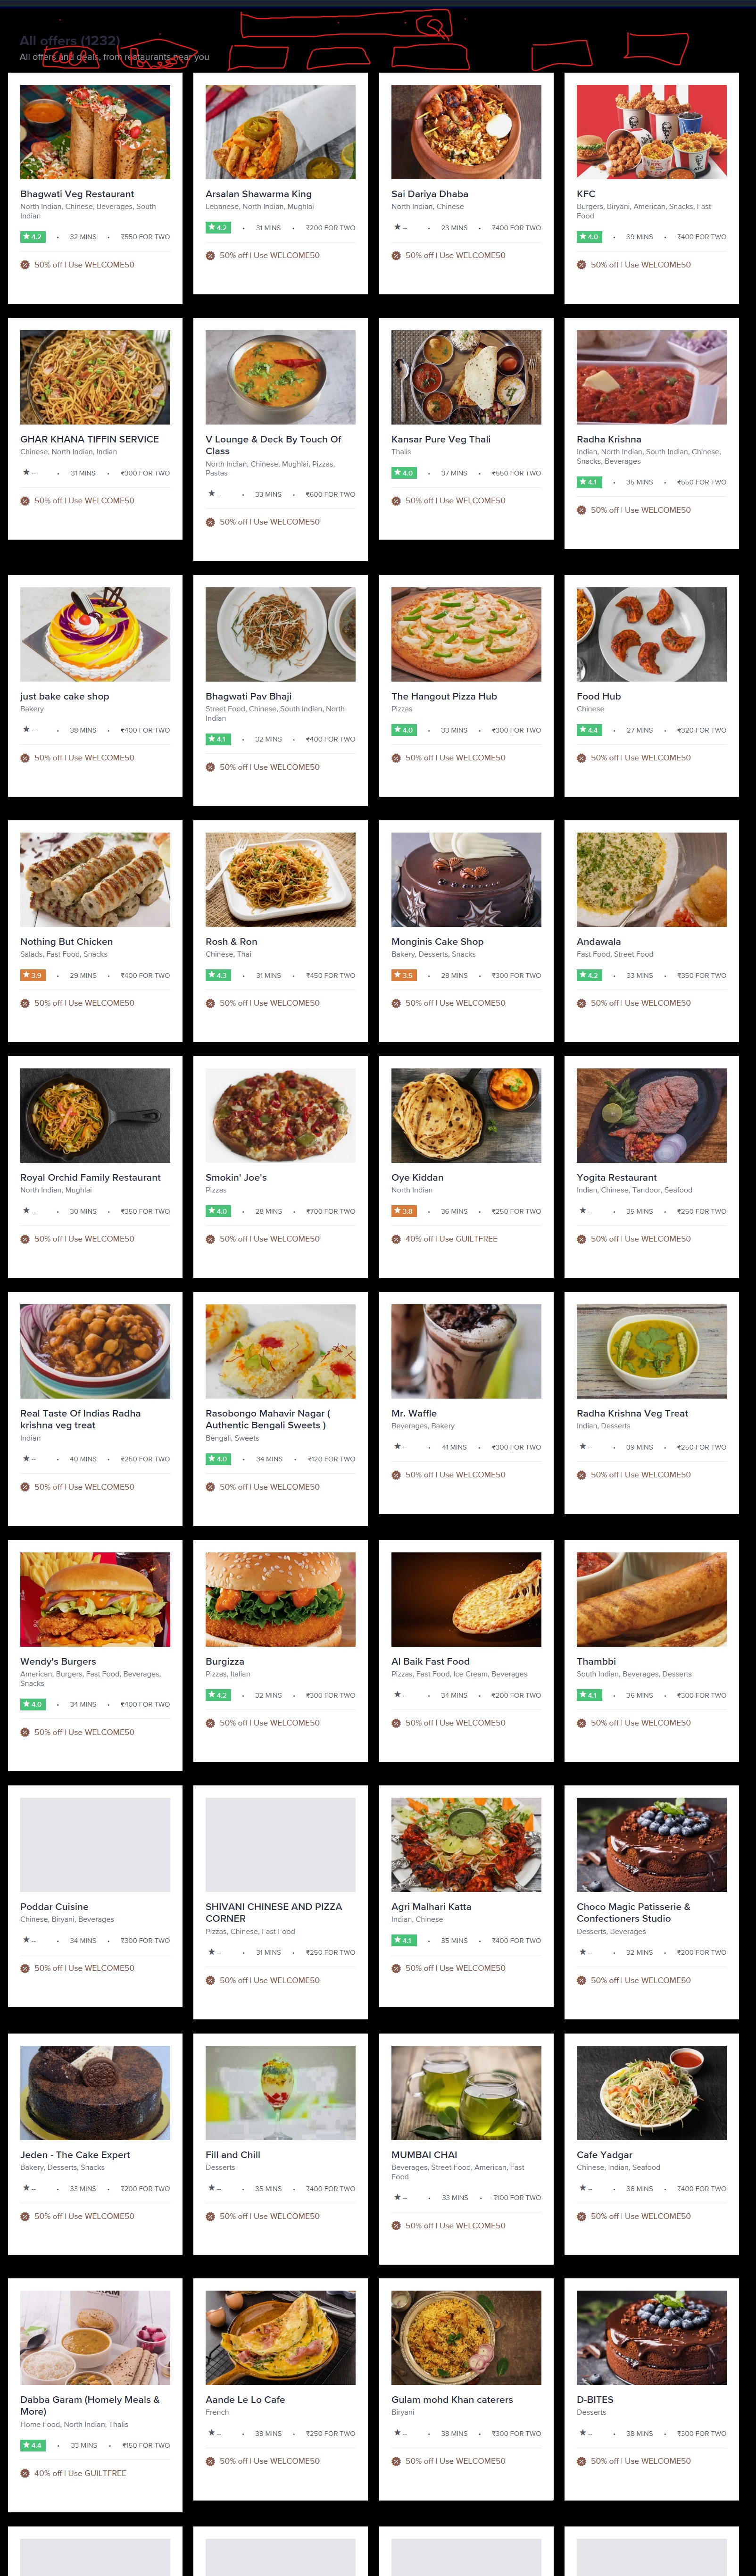 All offers (1232)
All offers and deals, from restaurants near you
Bhagwati Veg Restaurant
North Indian, Chinese, Beverages, South
Indian
★ 4.2 • 32 MINS • ₹550 FOR TWO
50% off | Use WELCOME50
Arsalan Shawarma King
Lebanese, North Indian, Mughlai
★ 4.2 • 31 MINS • ₹200 FOR TWO
50% off | Use WELCOME50
Sai Dariya Dhaba
North Indian, Chinese
★ -- • 23 MINS • ₹400 FOR TWO
50% off | Use WELCOME50
KFC
Burgers, Biryani, American, Snacks, Fast
Food
★ 4.0 • 39 MINS • ₹400 FOR TWO
50% off | Use WELCOME50
GHAR KHANA TIFFIN SERVICE
Chinese, North Indian, Indian
★ -- • 31 MINS • ₹300 FOR TWO
50% off | Use WELCOME50
V Lounge & Deck By Touch Of
Class
North Indian, Chinese, Mughlai, Pizzas,
Pastas
★ -- • 33 MINS • ₹600 FOR TWO
50% off | Use WELCOME50
Kansar Pure Veg Thali
Thalis
★ 4.0 • 37 MINS • ₹550 FOR TWO
50% off | Use WELCOME50
Radha Krishna
Indian, North Indian, South Indian, Chinese,
Snacks, Beverages
★ 4.1 • 35 MINS • ₹550 FOR TWO
50% off | Use WELCOME50
just bake cake shop
Bakery
★ -- • 38 MINS • ₹400 FOR TWO
50% off | Use WELCOME50
Bhagwati Pav Bhaji
Street Food, Chinese, South Indian, North
Indian
★ 4.1 • 32 MINS • ₹400 FOR TWO
50% off | Use WELCOME50
The Hangout Pizza Hub
Pizzas
★ 4.0 • 33 MINS • ₹300 FOR TWO
50% off | Use WELCOME50
Food Hub
Chinese
★ 4.4 • 27 MINS • ₹320 FOR TWO
50% off | Use WELCOME50
Nothing But Chicken
Salads, Fast Food, Snacks
★ 3.9 • 29 MINS • ₹400 FOR TWO
50% off | Use WELCOME50
Rosh & Ron
Chinese, Thai
★ 4.3 • 31 MINS • ₹450 FOR TWO
50% off | Use WELCOME50
Monginis Cake Shop
Bakery, Desserts, Snacks
★ 3.5 • 28 MINS • ₹300 FOR TWO
50% off | Use WELCOME50
Andawala
Fast Food, Street Food
★ 4.2 • 33 MINS • ₹350 FOR TWO
50% off | Use WELCOME50
Royal Orchid Family Restaurant
North Indian, Mughlai
★ -- • 30 MINS • ₹350 FOR TWO
50% off | Use WELCOME50
Smokin' Joe's
Pizzas
★ 4.0 • 28 MINS • ₹700 FOR TWO
50% off | Use WELCOME50
Oye Kiddan
North Indian
★ 3.8 • 36 MINS • ₹250 FOR TWO
40% off | Use GUILTFREE
Yogita Restaurant
Indian, Chinese, Tandoor, Seafood
★ -- • 35 MINS • ₹250 FOR TWO
50% off | Use WELCOME50
Real Taste Of Indias Radha
krishna veg treat
Indian
★ -- • 40 MINS • ₹250 FOR TWO
50% off | Use WELCOME50
Rasobongo Mahavir Nagar (
Authentic Bengali Sweets )
Bengali, Sweets
★ 4.0 • 34 MINS • ₹120 FOR TWO
50% off | Use WELCOME50
Mr. Waffle
Beverages, Bakery
★ -- • 41 MINS • ₹300 FOR TWO
50% off | Use WELCOME50
Radha Krishna Veg Treat
Indian, Desserts
★ -- • 39 MINS • ₹250 FOR TWO
50% off | Use WELCOME50
Wendy's Burgers
American, Burgers, Fast Food, Beverages,
Snacks
★ 4.0 • 34 MINS • ₹400 FOR TWO
50% off | Use WELCOME50
Burgizza
Pizzas, Italian
★ 4.2 • 32 MINS • ₹300 FOR TWO
50% off | Use WELCOME50
Al Baik Fast Food
Pizzas, Fast Food, Ice Cream, Beverages
★ -- • 34 MINS • ₹200 FOR TWO
50% off | Use WELCOME50
Thambbi
South Indian, Beverages, Desserts
★ 4.1 • 36 MINS • ₹300 FOR TWO
50% off | Use WELCOME50
Poddar Cuisine
Chinese, Biryani, Beverages
★ -- • 34 MINS • ₹300 FOR TWO
50% off | Use WELCOME50
SHIVANI CHINESE AND PIZZA
CORNER
Pizzas, Chinese, Fast Food
★ -- • 31 MINS • ₹250 FOR TWO
50% off | Use WELCOME50
Agri Malhari Katta
Indian, Chinese
★ 4.1 • 35 MINS • ₹400 FOR TWO
50% off | Use WELCOME50
Choco Magic Patisserie &
Confectioners Studio
Desserts, Beverages
★ -- • 32 MINS • ₹200 FOR TWO
50% off | Use WELCOME50
Jeden - The Cake Expert
Bakery, Desserts, Snacks
★ -- • 33 MINS • ₹200 FOR TWO
50% off | Use WELCOME50
Fill and Chill
Desserts
★ -- • 35 MINS • ₹400 FOR TWO
50% off | Use WELCOME50
MUMBAI CHAI
Beverages, Street Food, American, Fast
Food
★ -- • 33 MINS • ₹100 FOR TWO
50% off | Use WELCOME50
Cafe Yadgar
Chinese, Indian, Seafood
★ -- • 36 MINS • ₹400 FOR TWO
50% off | Use WELCOME50
Dabba Garam (Homely Meals &
More)
Home Food, North Indian, Thalis
★ 4.4 • 33 MINS • ₹150 FOR TWO
40% off | Use GUILTFREE
Aande Le Lo Cafe
French
★ -- • 38 MINS • ₹250 FOR TWO
50% off | Use WELCOME50
Gulam mohd Khan caterers
Biryani
★ -- • 38 MINS • ₹300 FOR TWO
50% off | Use WELCOME50
D-BITES
Desserts
★ -- • 38 MINS • ₹300 FOR TWO
50% off | Use WELCOME50